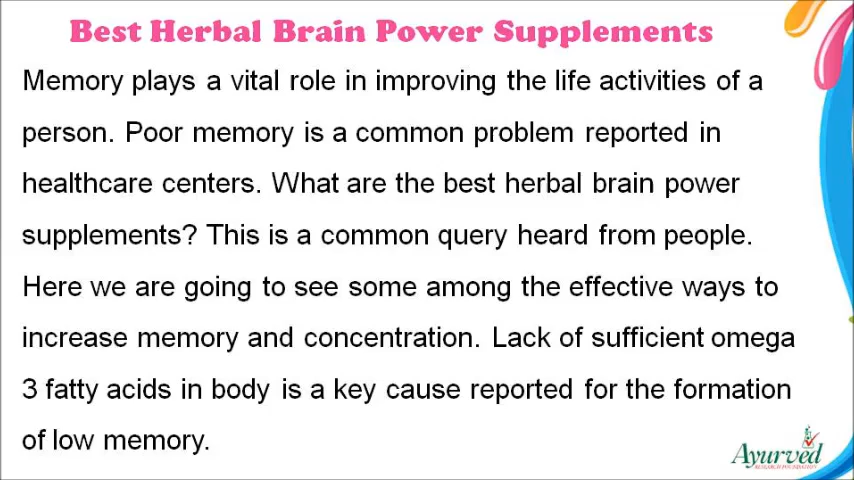 Best Herbal Brain Power Supplements
Memory plays a vital role in improving the life activities of a
person. Poor memory is a common problem reported in
healthcare centers. What are the best herbal brain power
supplements? This is a common query heard from people.
Here we are going to see some among the effective ways to
increase memory and concentration. Lack of sufficient omega
3 fatty acids in body is a key cause reported for the formation
of low memory.
Ayurved
RESEARCH FOUNDATION